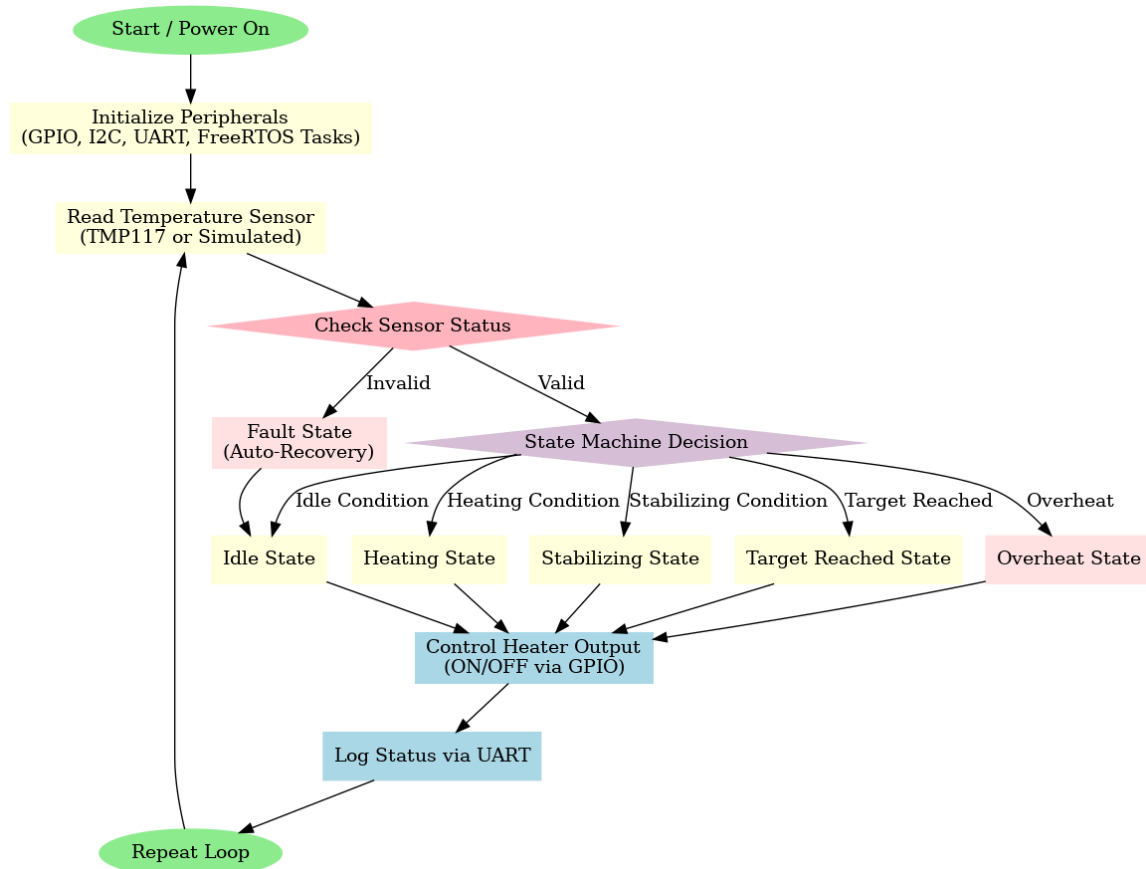 Start / Power On
Initialize Peripherals
(GPIO, I2C, UART, FreeRTOS Tasks)
Read Temperature Sensor
(TMP117 or Simulated)
Check Sensor Status
Invalid
Valid
Fault State
(Auto-Recovery)
State Machine Decision
Idle Condition
Heating Condition
Stabilizing Condition
Target Reached
Overheat
Idle State
Heating State
Stabilizing State
Target Reached State
Overheat State
Control Heater Output
(ON/OFF via GPIO)
Log Status via UART
Repeat Loop